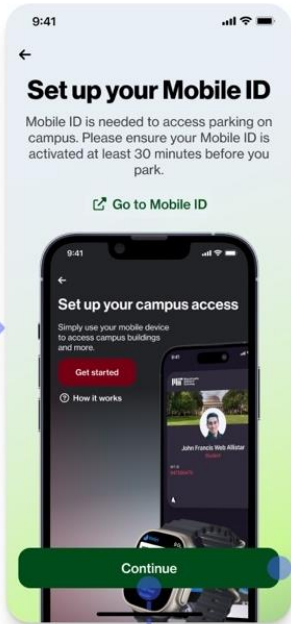 9:41
Set up your Mobile ID
Mobile ID is needed to access parking on
campus. Please ensure your Mobile ID is
activated at least 30 minutes before you
park.
Go to Mobile ID
9:41
Set up your campus access
Simply use your mobile device
to access campus buildings
and more.
Get started
How it works
9:41
John Francis Web Allistar
Continue